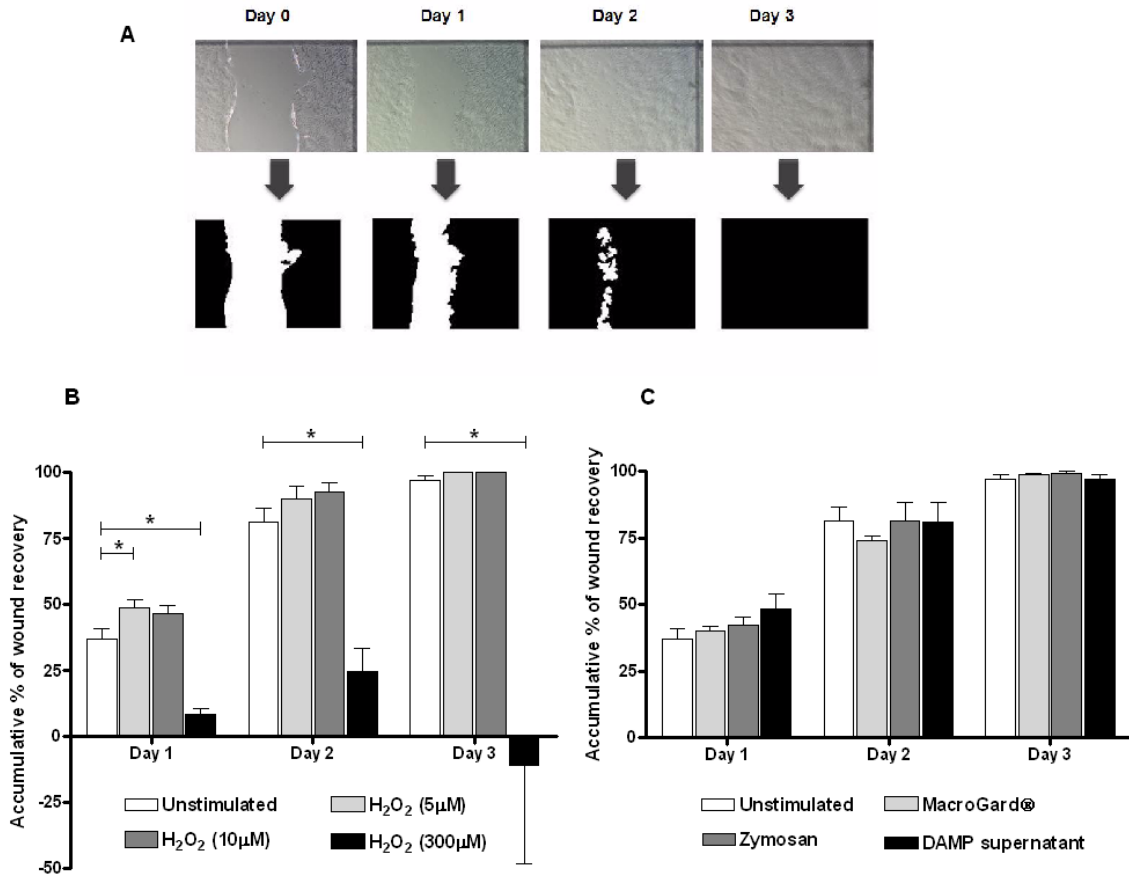 A
Day 0 Day 1 Day 2 Day 3
B
Accumulative % of wound recovery
100
75
50
25
0
-25
-50
*
*
*
*
Day 1 Day 2 Day 3
Unstimulated
H₂O₂ (5µM)
H₂O₂ (10µM)
H₂O₂ (300µM)
C
Accumulative % of wound recovery
100
75
50
25
0
Day 1 Day 2 Day 3
Unstimulated
MacroGard®
Zymosan
DAMP supernatant